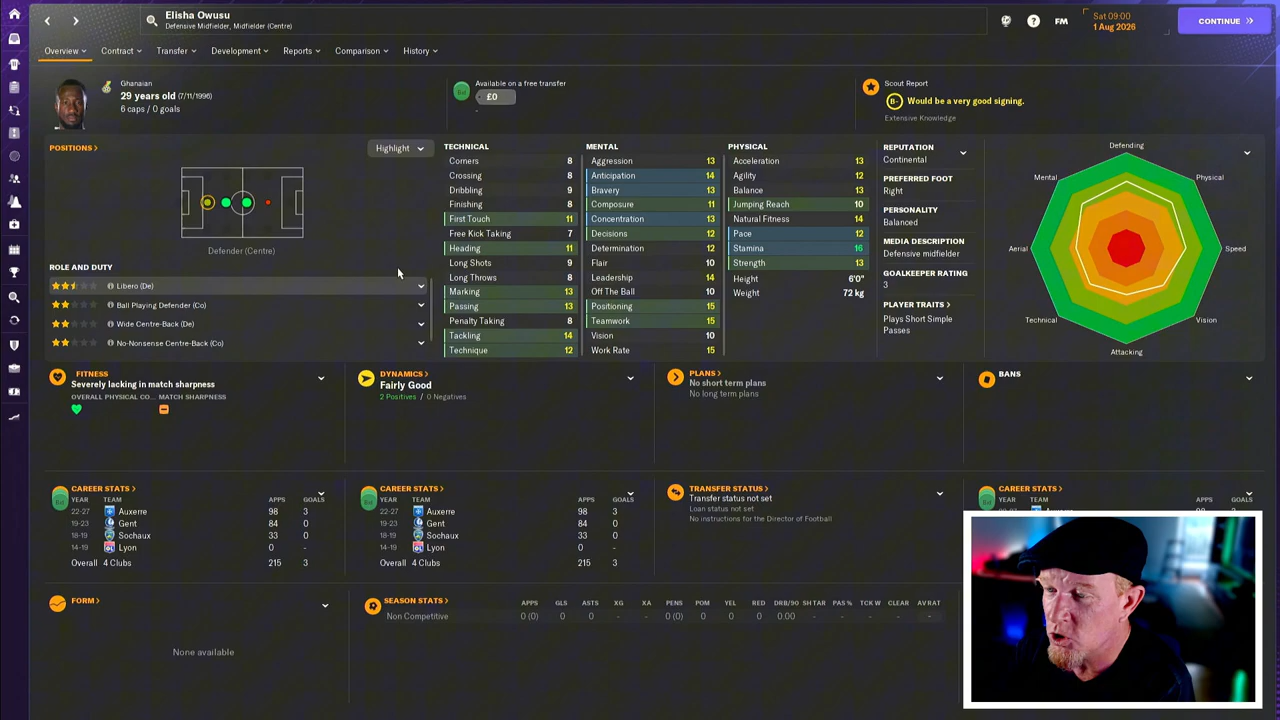 Elisha Owusu
Defensive Midfielder, Midfielder (Centre)
FM
Sat 09:00
1 Aug 2026
CONTINUE
Overview
Contract
Transfer
Development
Reports
Comparison
History
Ghanaian
29 years old (7/11/1996)
6 caps / 0 goals
Bid
Available on a free transfer
£0
-
Scout Report
B- Would be a very good signing.
Extensive Knowledge
POSITIONS
Highlight
Defender (Centre)
ROLE AND DUTY
Libero (De)
Ball Playing Defender (Co)
Wide Centre-Back (De)
No-Nonsense Centre-Back (Co)
TECHNICAL
Corners 8
Crossing 8
Dribbling 9
Finishing 8
First Touch 11
Free Kick Taking 7
Heading 11
Long Shots 9
Long Throws 8
Marking 13
Passing 13
Penalty Taking 8
Tackling 14
Technique 12
MENTAL
Aggression 13
Anticipation 14
Bravery 13
Composure 11
Concentration 13
Decisions 12
Determination 12
Flair 10
Leadership 14
Off The Ball 10
Positioning 15
Teamwork 15
Vision 10
Work Rate 15
PHYSICAL
Acceleration 13
Agility 12
Balance 13
Jumping Reach 10
Natural Fitness 14
Pace 12
Stamina 16
Strength 13
Height 6'0"
Weight 72 kg
REPUTATION
Continental
PREFERRED FOOT
Right
PERSONALITY
Balanced
MEDIA DESCRIPTION
Defensive midfielder
GOALKEEPER RATING
3
PLAYER TRAITS
Plays Short Simple
Passes
Defending
Mental
Physical
Aerial
Speed
Technical
Vision
Attacking
FITNESS
Severely lacking in match sharpness
OVERALL PHYSICAL CO... MATCH SHARPNESS
DYNAMICS
Fairly Good
2 Positives / 0 Negatives
PLANS
No short term plans
No long term plans
BANS
Bid
CAREER STATS
YEAR TEAM APPS GOALS
22-27 Auxerre 98 3
19-23 Gent 84 0
18-19 Sochaux 33 0
14-19 Lyon 0 -
Overall 4 Clubs 215 3
Bid
CAREER STATS
YEAR TEAM APPS GOALS
22-27 Auxerre 98 3
19-23 Gent 84 0
18-19 Sochaux 33 0
14-19 Lyon 0 -
Overall 4 Clubs 215 3
TRANSFER STATUS
Transfer status not set
Loan status not set
No instructions for the Director of Football
Bid
CAREER STATS
YEAR TEAM APPS GOALS
FORM
None available
SEASON STATS
APPS GLS ASTS XG XA PENS POM YEL RED DRB/90 SH TAR PAS % TCK W CLEAR AV RAT
Non Competitive 0 (0) 0 0 - - 0 (0) 0 0 0 0.00 - - - - -